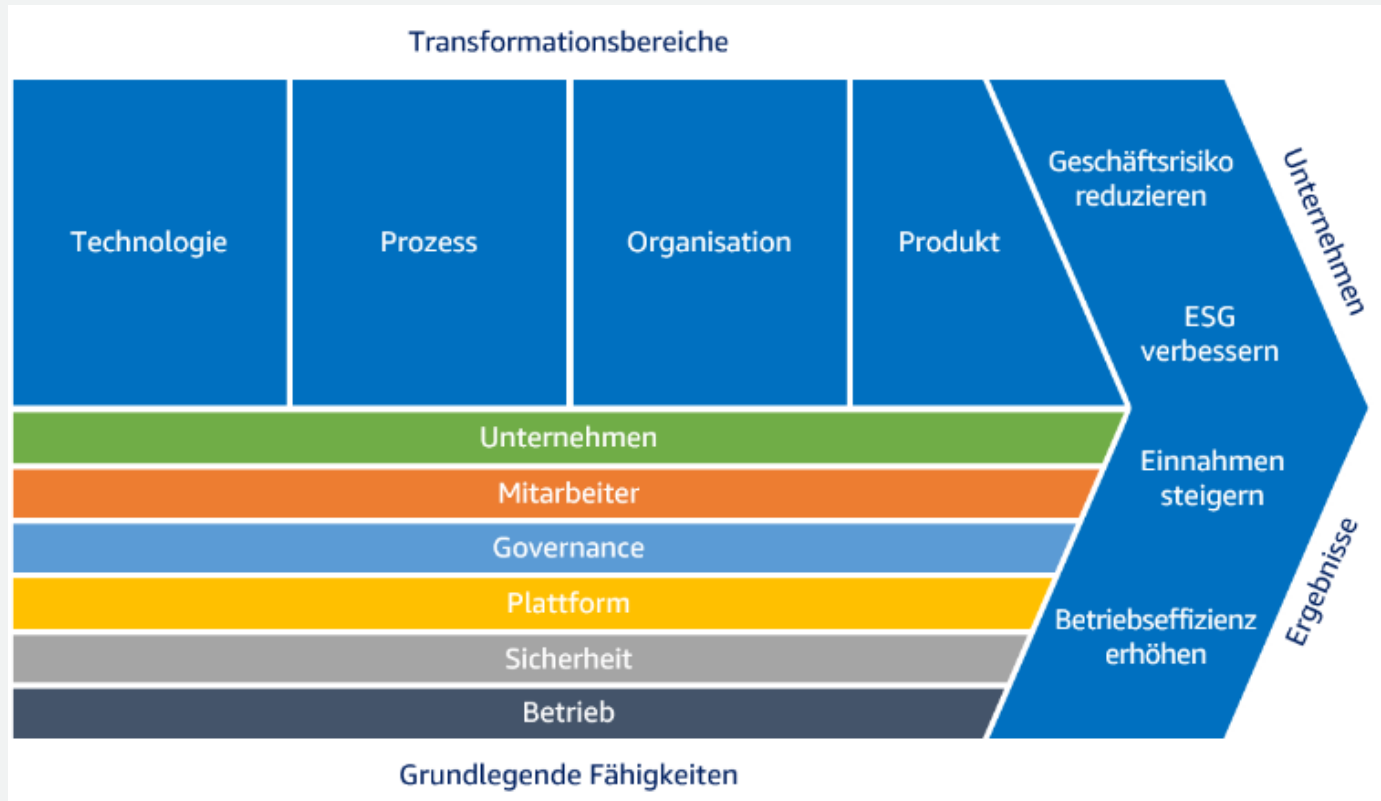 Transformationsbereiche
Technologie
Prozess
Organisation
Produkt
Geschäftsrisiko
reduzieren
ESG
verbessern
Einnahmen
steigern
Betriebseffizienz
erhöhen
Unternehmen
Ergebnisse
Unternehmen
Mitarbeiter
Governance
Plattform
Sicherheit
Betrieb
Grundlegende Fähigkeiten